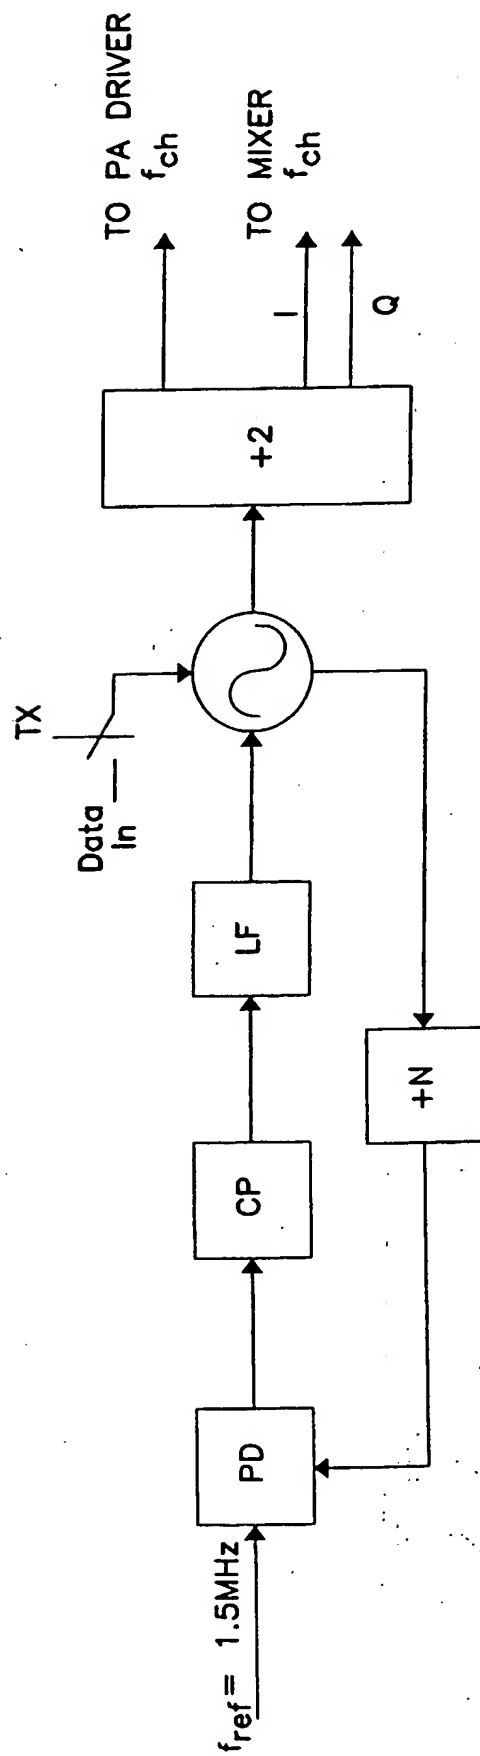 f_ref = 1.5MHz
PD
CP
LF
Data
In
TX
+2
+N
TO PA DRIVER
f_ch
I
TO MIXER
f_ch
Q